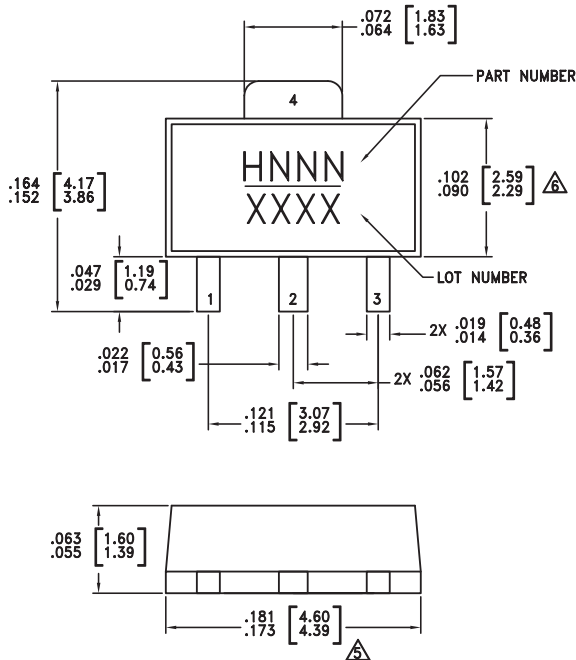 .072 [1.83]
.064 [1.63]
PART NUMBER
4
HNNN
XXXX
.164 [4.17]
.152 [3.86]
.102 [2.59]
.090 [2.29] 6
LOT NUMBER
.047 [1.19]
.029 [0.74]
1 2 3
2X .019 [0.48]
.014 [0.36]
.022 [0.56]
.017 [0.43]
2X .062 [1.57]
.056 [1.42]
.121 [3.07]
.115 [2.92]
.063 [1.60]
.055 [1.39]
.181 [4.60]
.173 [4.39]
5